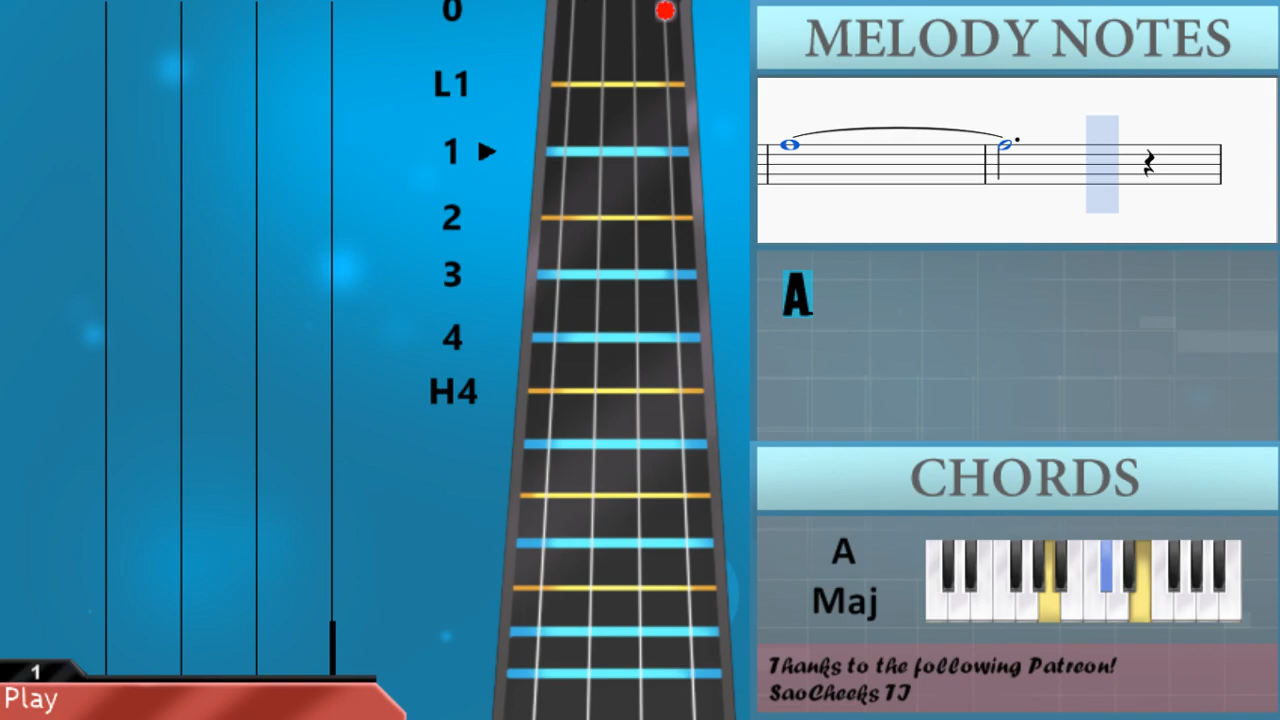 0
L1
1
2
3
4
H4
1
Play
MELODY NOTES
A
CHORDS
A
Maj
Thanks to the following Patreon!
SaoCheeks TJ